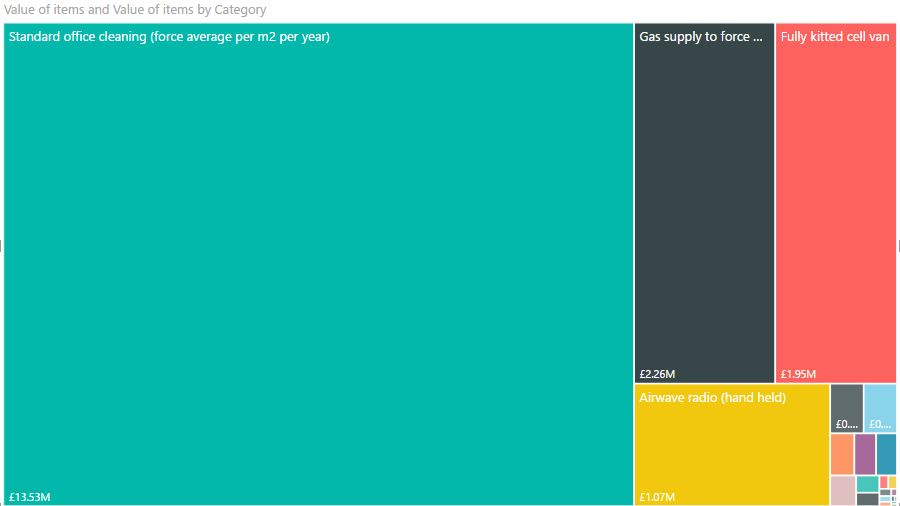 Value of items and Value of items by Category
Standard office cleaning (force average per m2 per year)
£13.53M
Gas supply to force ...
£2.26M
Fully kitted cell van
£1.95M
Airwave radio (hand held)
£1.07M
£0....
£0....